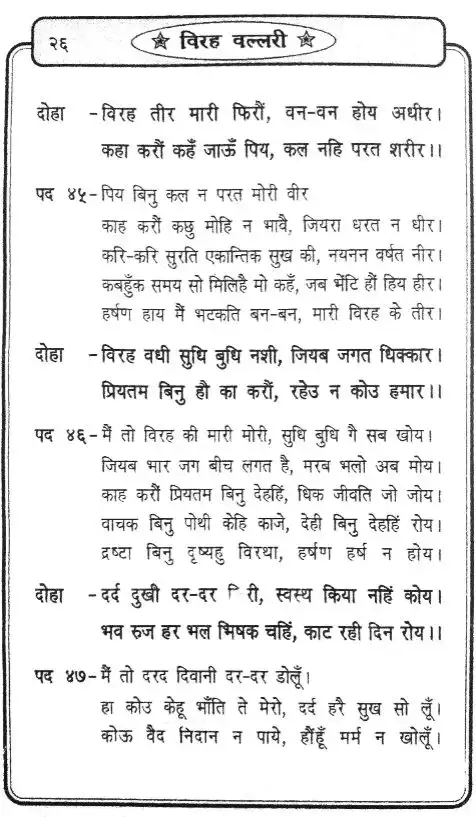 २६
विरह वल्लरी
दोहा -विरह तीर मारी फिरौं, वन-वन होय अधीर।
कहा करौं कहँ जाऊँ पिय, कल नहि परत शरीर।।
पद ४५-पिय बिनु कल न परत मोरी वीर
काह करौं कछु मोहि न भावै, जियरा धरत न धीर।
करि-करि सुरति एकान्तिक सुख की, नयनन वर्षत नीर।
कबहुँक समय सो मिलिहै मो कहँ, जब भेंटि हौं हिय हीर।
हर्षण हाय मैं भटकति बन-बन, मारी विरह के तीर।
दोहा -विरह वधी सुधि बुधि नशी, जियब जगत धिक्कार।
प्रियतम बिनु हौ का करौं, रहेउ न कोउ हमार।।
पद ४६-मैं तो विरह की मारी मोरी, सुधि बुधि गै सब खोय।
जियब भार जग बीच लगत है, मरब भलो अब मोय।
काह करौं प्रियतम बिनु देहहिं, धिक जीवति जो जोय।
वाचक बिनु पोथी केहि काजे, देही बिनु देहहिं रोय।
द्रष्टा बिनु दृष्यहु विरथा, हर्षण हर्ष न होय।
दोहा -दर्द दुखी दर-दर री, स्वस्थ किया नहिं कोय।
भव रुज हर भल भिषक चहिं, काट रही दिन रोय।।
पद ४७-मैं तो दरद दिवानी दर-दर डोलूँ।
हा कोउ केहू भाँति ते मेरो, दर्द हरै सुख सो लूँ।
कोऊ वैद निदान न पाये, हौंहूँ मर्म न खोलूँ।